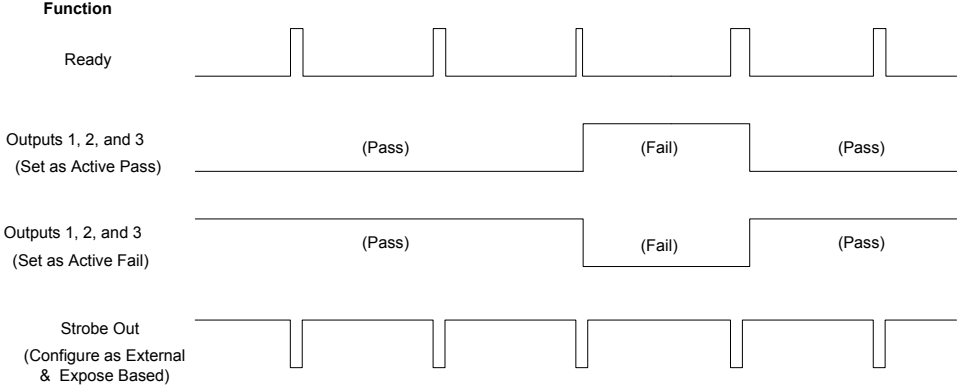 Function
Ready
Outputs 1, 2, and 3
(Set as Active Pass)
(Pass)
(Fail)
(Pass)
Outputs 1, 2, and 3
(Set as Active Fail)
(Pass)
(Fail)
(Pass)
Strobe Out
(Configure as External
& Expose Based)